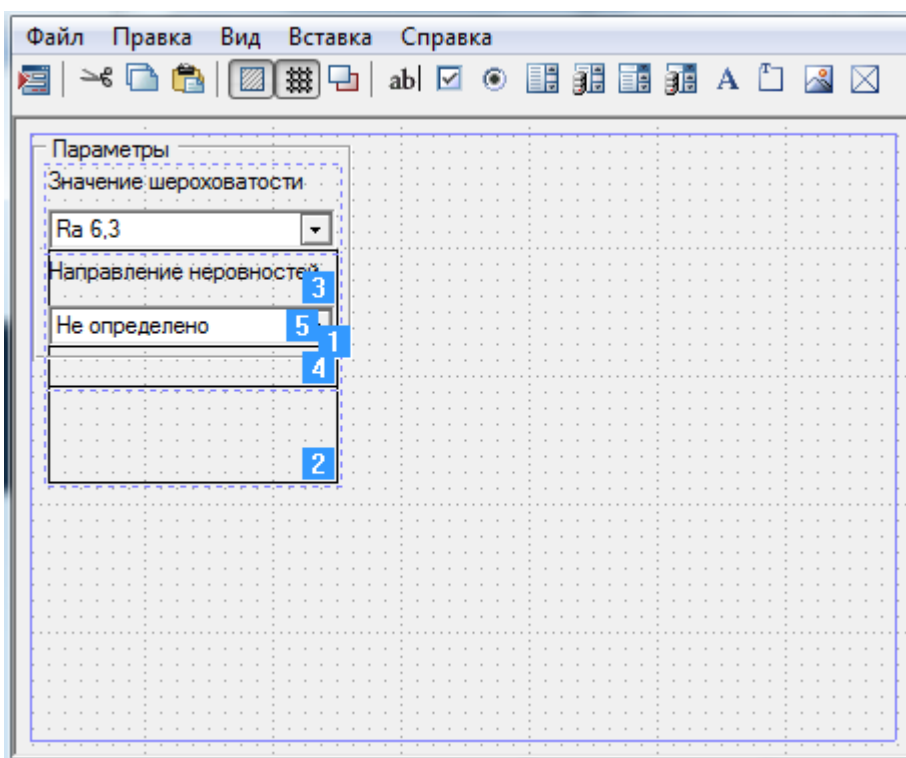 Файл Правка Вид Вставка Справка
ab|
A
Параметры
Значение шероховатости
Ra 6,3
Направление неровностей
3
Не определено
5
1
4
2